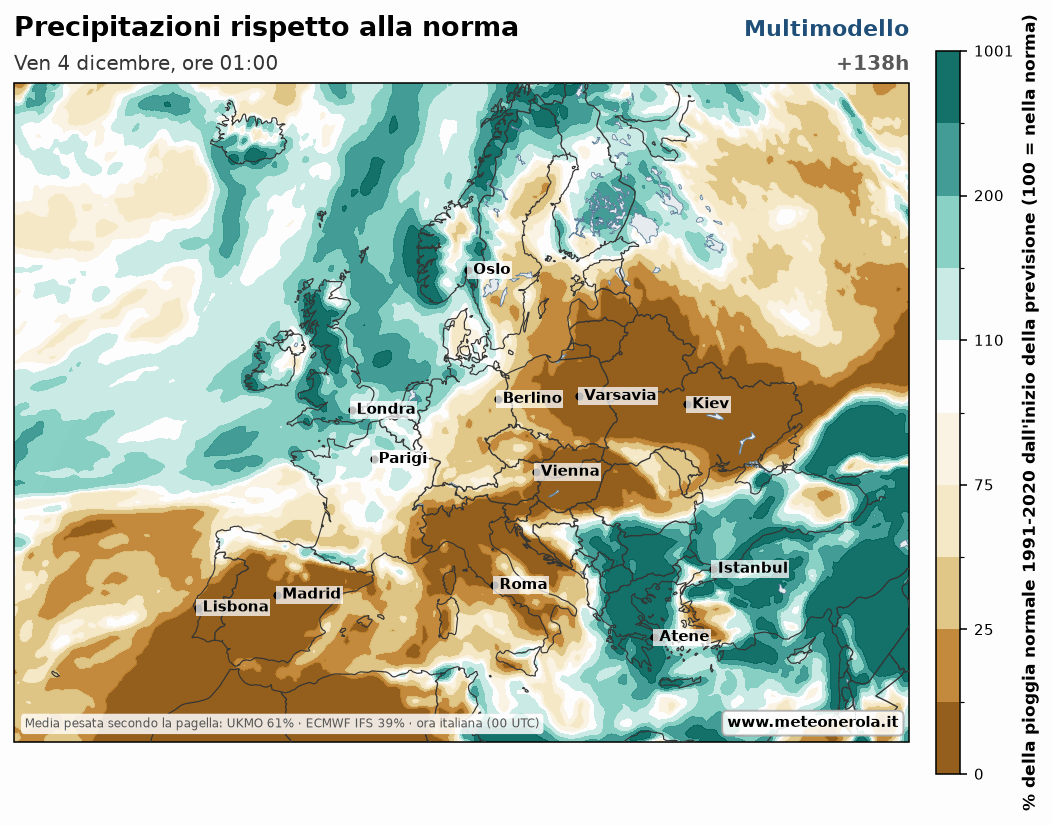 Precipitazioni rispetto alla norma
Multimodello
Ven 4 dicembre, ore 01:00
+138h
Oslo
Londra
Berlino
Varsavia
Kiev
Parigi
Vienna
Istanbul
Roma
Madrid
Lisbona
Atene
Media pesata secondo la pagella: UKMO 61% · ECMWF IFS 39% · ora italiana (00 UTC)
www.meteonerola.it
1001
200
110
75
25
0
% della pioggia normale 1991-2020 dall'inizio della previsione (100 = nella norma)